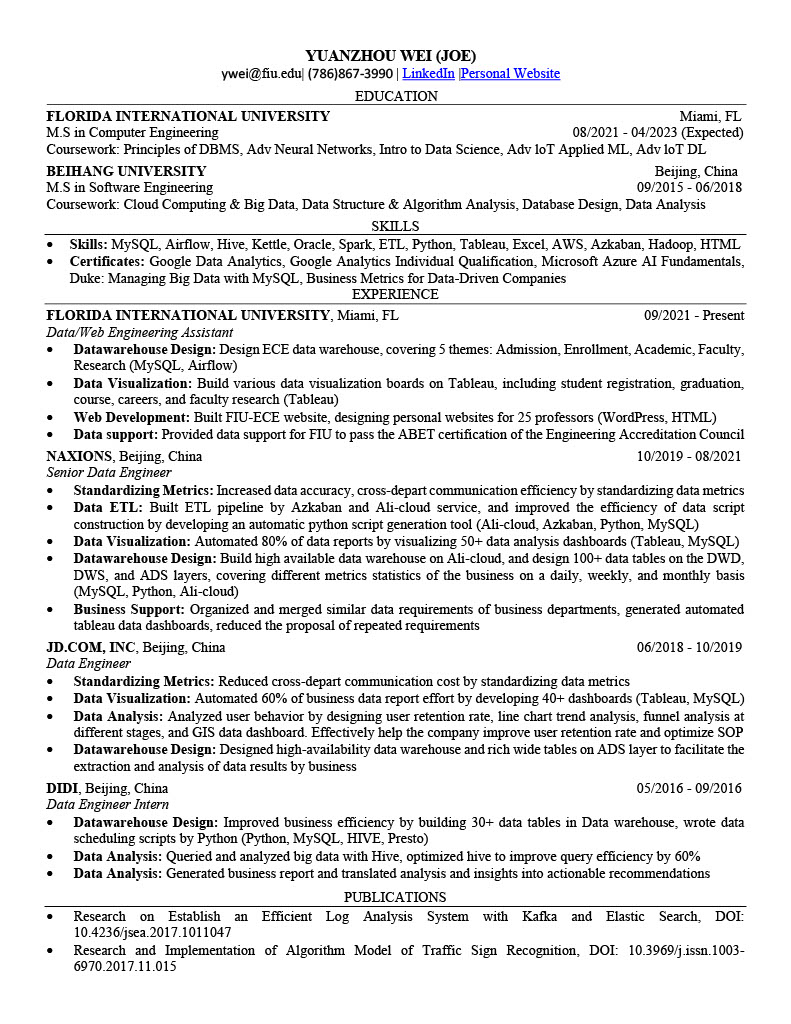 YUANZHOU WEI (JOE)
ywei@fiu.edu| (786)867-3990 | LinkedIn |Personal Website
EDUCATION
FLORIDA INTERNATIONAL UNIVERSITY Miami, FL
M.S in Computer Engineering 08/2021 - 04/2023 (Expected)
Coursework: Principles of DBMS, Adv Neural Networks, Intro to Data Science, Adv loT Applied ML, Adv loT DL
BEIHANG UNIVERSITY Beijing, China
M.S in Software Engineering 09/2015 - 06/2018
Coursework: Cloud Computing & Big Data, Data Structure & Algorithm Analysis, Database Design, Data Analysis
SKILLS
• Skills: MySQL, Airflow, Hive, Kettle, Oracle, Spark, ETL, Python, Tableau, Excel, AWS, Azkaban, Hadoop, HTML
• Certificates: Google Data Analytics, Google Analytics Individual Qualification, Microsoft Azure AI Fundamentals,
Duke: Managing Big Data with MySQL, Business Metrics for Data-Driven Companies
EXPERIENCE
FLORIDA INTERNATIONAL UNIVERSITY, Miami, FL 09/2021 - Present
Data/Web Engineering Assistant
• Datawarehouse Design: Design ECE data warehouse, covering 5 themes: Admission, Enrollment, Academic, Faculty,
Research (MySQL, Airflow)
• Data Visualization: Build various data visualization boards on Tableau, including student registration, graduation,
course, careers, and faculty research (Tableau)
• Web Development: Built FIU-ECE website, designing personal websites for 25 professors (WordPress, HTML)
• Data support: Provided data support for FIU to pass the ABET certification of the Engineering Accreditation Council
NAXIONS, Beijing, China 10/2019 - 08/2021
Senior Data Engineer
• Standardizing Metrics: Increased data accuracy, cross-depart communication efficiency by standardizing data metrics
• Data ETL: Built ETL pipeline by Azkaban and Ali-cloud service, and improved the efficiency of data script
construction by developing an automatic python script generation tool (Ali-cloud, Azkaban, Python, MySQL)
• Data Visualization: Automated 80% of data reports by visualizing 50+ data analysis dashboards (Tableau, MySQL)
• Datawarehouse Design: Build high available data warehouse on Ali-cloud, and design 100+ data tables on the DWD,
DWS, and ADS layers, covering different metrics statistics of the business on a daily, weekly, and monthly basis
(MySQL, Python, Ali-cloud)
• Business Support: Organized and merged similar data requirements of business departments, generated automated
tableau data dashboards, reduced the proposal of repeated requirements
JD.COM, INC, Beijing, China 06/2018 - 10/2019
Data Engineer
• Standardizing Metrics: Reduced cross-depart communication cost by standardizing data metrics
• Data Visualization: Automated 60% of business data report effort by developing 40+ dashboards (Tableau, MySQL)
• Data Analysis: Analyzed user behavior by designing user retention rate, line chart trend analysis, funnel analysis at
different stages, and GIS data dashboard. Effectively help the company improve user retention rate and optimize SOP
• Datawarehouse Design: Designed high-availability data warehouse and rich wide tables on ADS layer to facilitate the
extraction and analysis of data results by business
DIDI, Beijing, China 05/2016 - 09/2016
Data Engineer Intern
• Datawarehouse Design: Improved business efficiency by building 30+ data tables in Data warehouse, wrote data
scheduling scripts by Python (Python, MySQL, HIVE, Presto)
• Data Analysis: Queried and analyzed big data with Hive, optimized hive to improve query efficiency by 60%
• Data Analysis: Generated business report and translated analysis and insights into actionable recommendations
PUBLICATIONS
• Research on Establish an Efficient Log Analysis System with Kafka and Elastic Search, DOI:
10.4236/jsea.2017.1011047
• Research and Implementation of Algorithm Model of Traffic Sign Recognition, DOI: 10.3969/j.issn.1003-
6970.2017.11.015